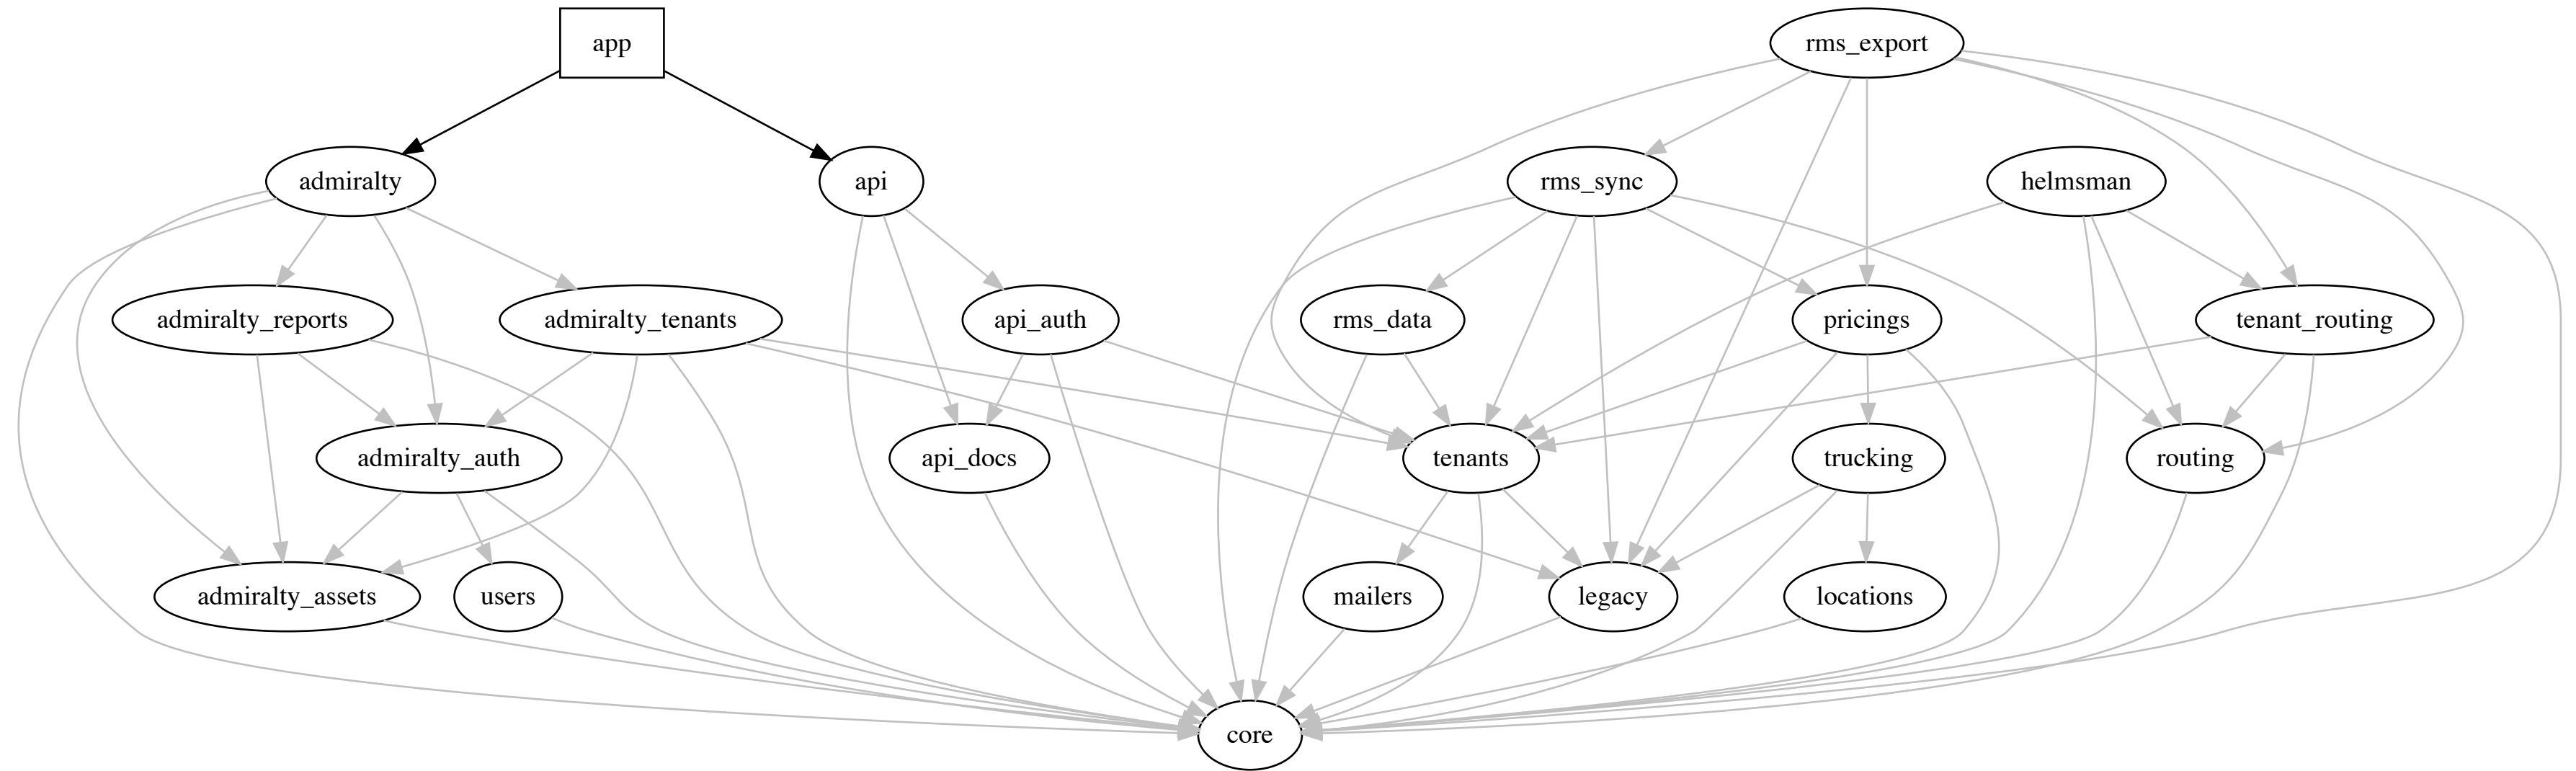 app
rms_export
admiralty
api
rms_sync
helmsman
admiralty_reports
admiralty_tenants
api_auth
rms_data
pricings
tenant_routing
admiralty_auth
api_docs
tenants
trucking
routing
admiralty_assets
users
mailers
legacy
locations
core